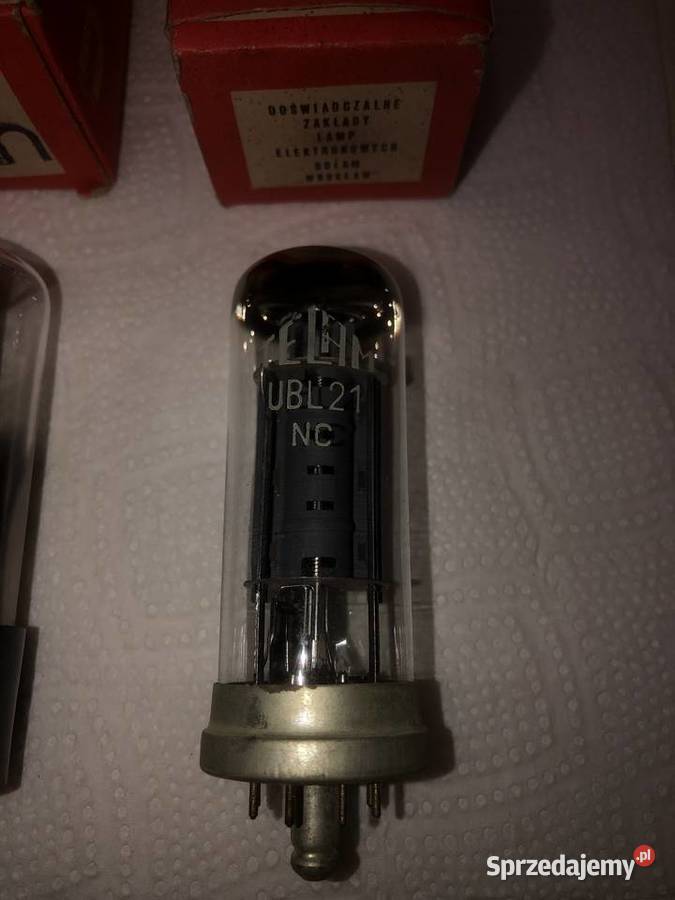 DOŚWIADCZALNE
ZAKŁADY
LAMP
ELEKTRONOWYCH
DOLAM
WROCŁAW
TELAM
UBL21
NC
Sprzedajemy.pl